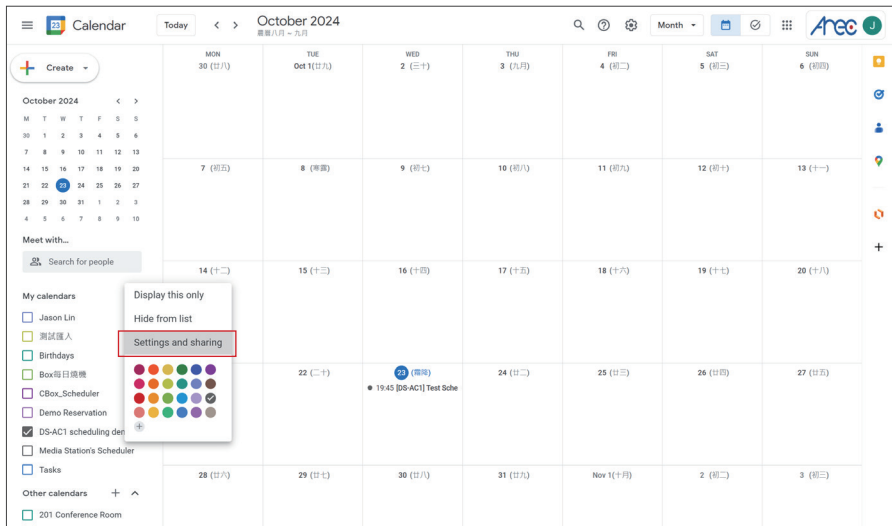 23 Calendar Today October 2024 Month Arec J
農曆八月 ~ 九月
Create
October 2024
M T W T F S S
30 1 2 3 4 5 6
7 8 9 10 11 12 13
14 15 16 17 18 19 20
21 22 23 24 25 26 27
28 29 30 31 1 2 3
4 5 6 7 8 9 10
Meet with...
Search for people
My calendars
Jason Lin
測試匯入
Birthdays
Box每日燒機
CBox_Scheduler
Demo Reservation
DS-AC1 scheduling den
Media Station's Scheduler
Tasks
Other calendars
201 Conference Room
Display this only
Hide from list
Settings and sharing
MON TUE WED THU FRI SAT SUN
30 (廿八) Oct 1(廿九) 2 (三十) 3 (九月) 4 (初二) 5 (初三) 6 (初四)
7 (初五) 8 (寒露) 9 (初七) 10 (初八) 11 (初九) 12 (初十) 13 (十一)
14 (十二) 15 (十三) 16 (十四) 17 (十五) 18 (十六) 19 (十七) 20 (十八)
22 (二十) 23 (霜降) 24 (廿二) 25 (廿三) 26 (廿四) 27 (廿五)
19:45 [DS-AC1] Test Sche
28 (廿六) 29 (廿七) 30 (廿八) 31 (廿九) Nov 1(十月) 2 (初二) 3 (初三)